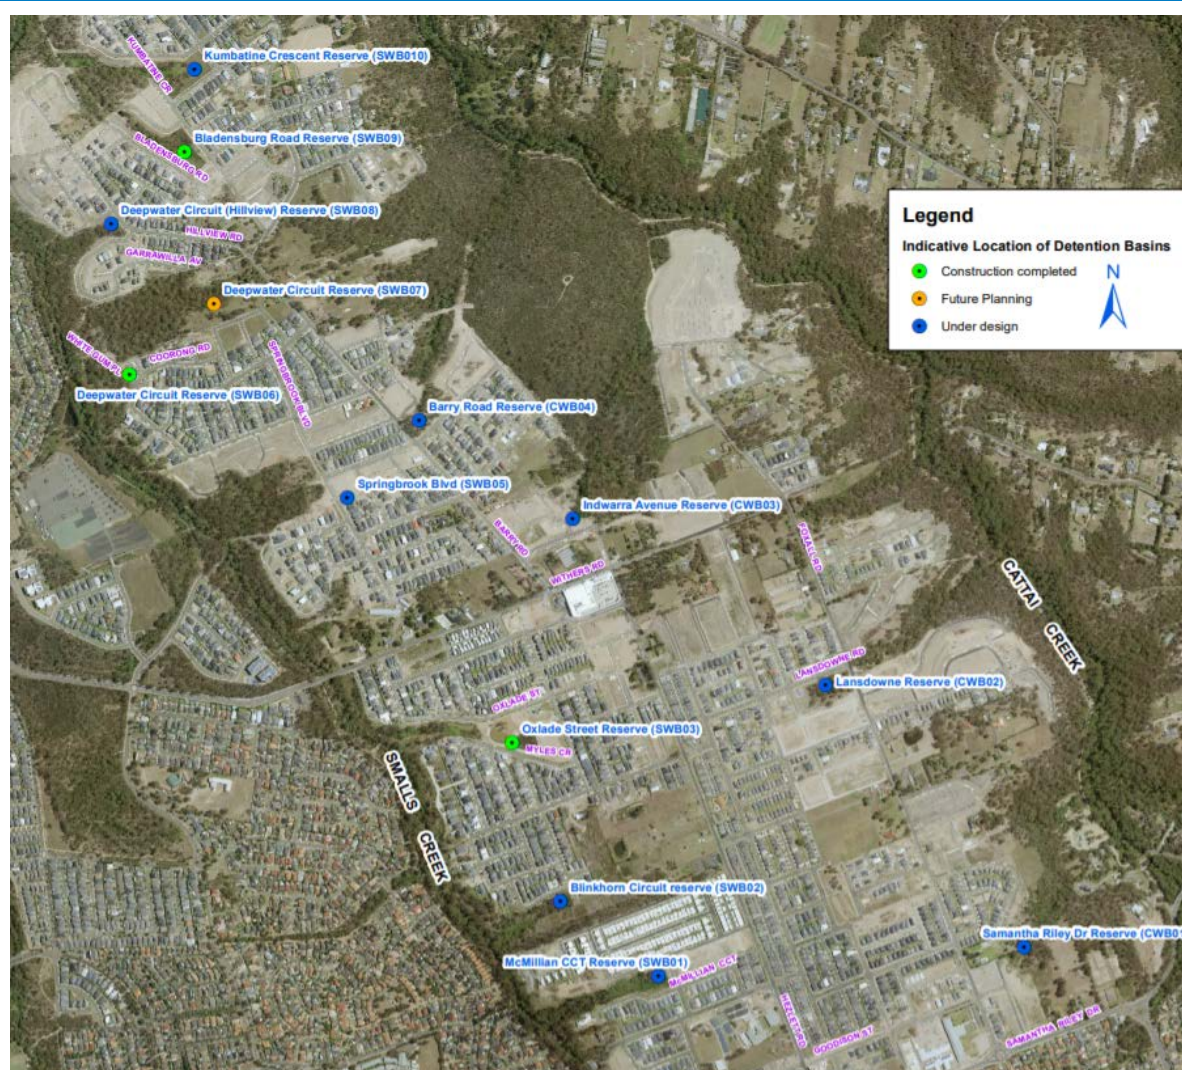 KUMBATINE CR
Kumbatine Crescent Reserve (SWB010)
Bladensburg Road Reserve (SWB09)
BLADENSBURG RD
Deepwater Circuit (Hillview) Reserve (SWB08)
HILLVIEW RD
GARRAWILLA AV
Legend
Indicative Location of Detention Basins
Construction completed
Future Planning
Under design
N
Deepwater Circuit Reserve (SWB07)
WHITE GUM PL
COORONG RD
SPRINGBROOK BLVD
Deepwater Circuit Reserve (SWB06)
Barry Road Reserve (CWB04)
Springbrook Blvd (SWB05)
Indwarra Avenue Reserve (CWB03)
BARRY RD
WITHERS RD
FOXALL RD
CATTAI CREEK
LANSDOWNE RD
Lansdowne Reserve (CWB02)
OXLADE ST
Oxlade Street Reserve (SWB03)
MYLES CR
SMALLS CREEK
Blinkhorn Circuit reserve (SWB02)
Samantha Riley Dr Reserve (CWB01
McMillian CCT Reserve (SWB01)
McMILLIAN CCT
HEZLET RD
GOODISON ST
SAMANTHA RILEY DR